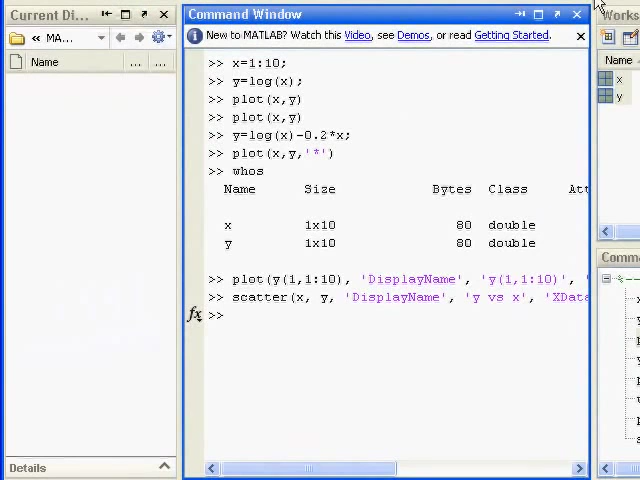 Current Di...
« MA...
Name ... ...
Details
Command Window
New to MATLAB? Watch this Video, see Demos, or read Getting Started.
>> x=1:10;
>> y=log(x);
>> plot(x,y)
>> plot(x,y)
>> y=log(x)-0.2*x;
>> plot(x,y,'*')
>> whos
Name Size Bytes Class Att
x 1x10 80 double
y 1x10 80 double
>> plot(y(1,1:10), 'DisplayName', 'y(1,1:10)', '
>> scatter(x, y, 'DisplayName', 'y vs x', 'XData
fx >>
Works
Name
x
y
Comma
%--